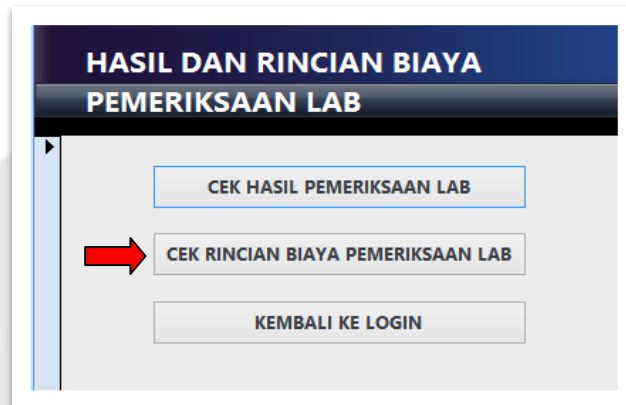 HASIL DAN RINCIAN BIAYA
PEMERIKSAAN LAB
CEK HASIL PEMERIKSAAN LAB
CEK RINCIAN BIAYA PEMERIKSAAN LAB
KEMBALI KE LOGIN